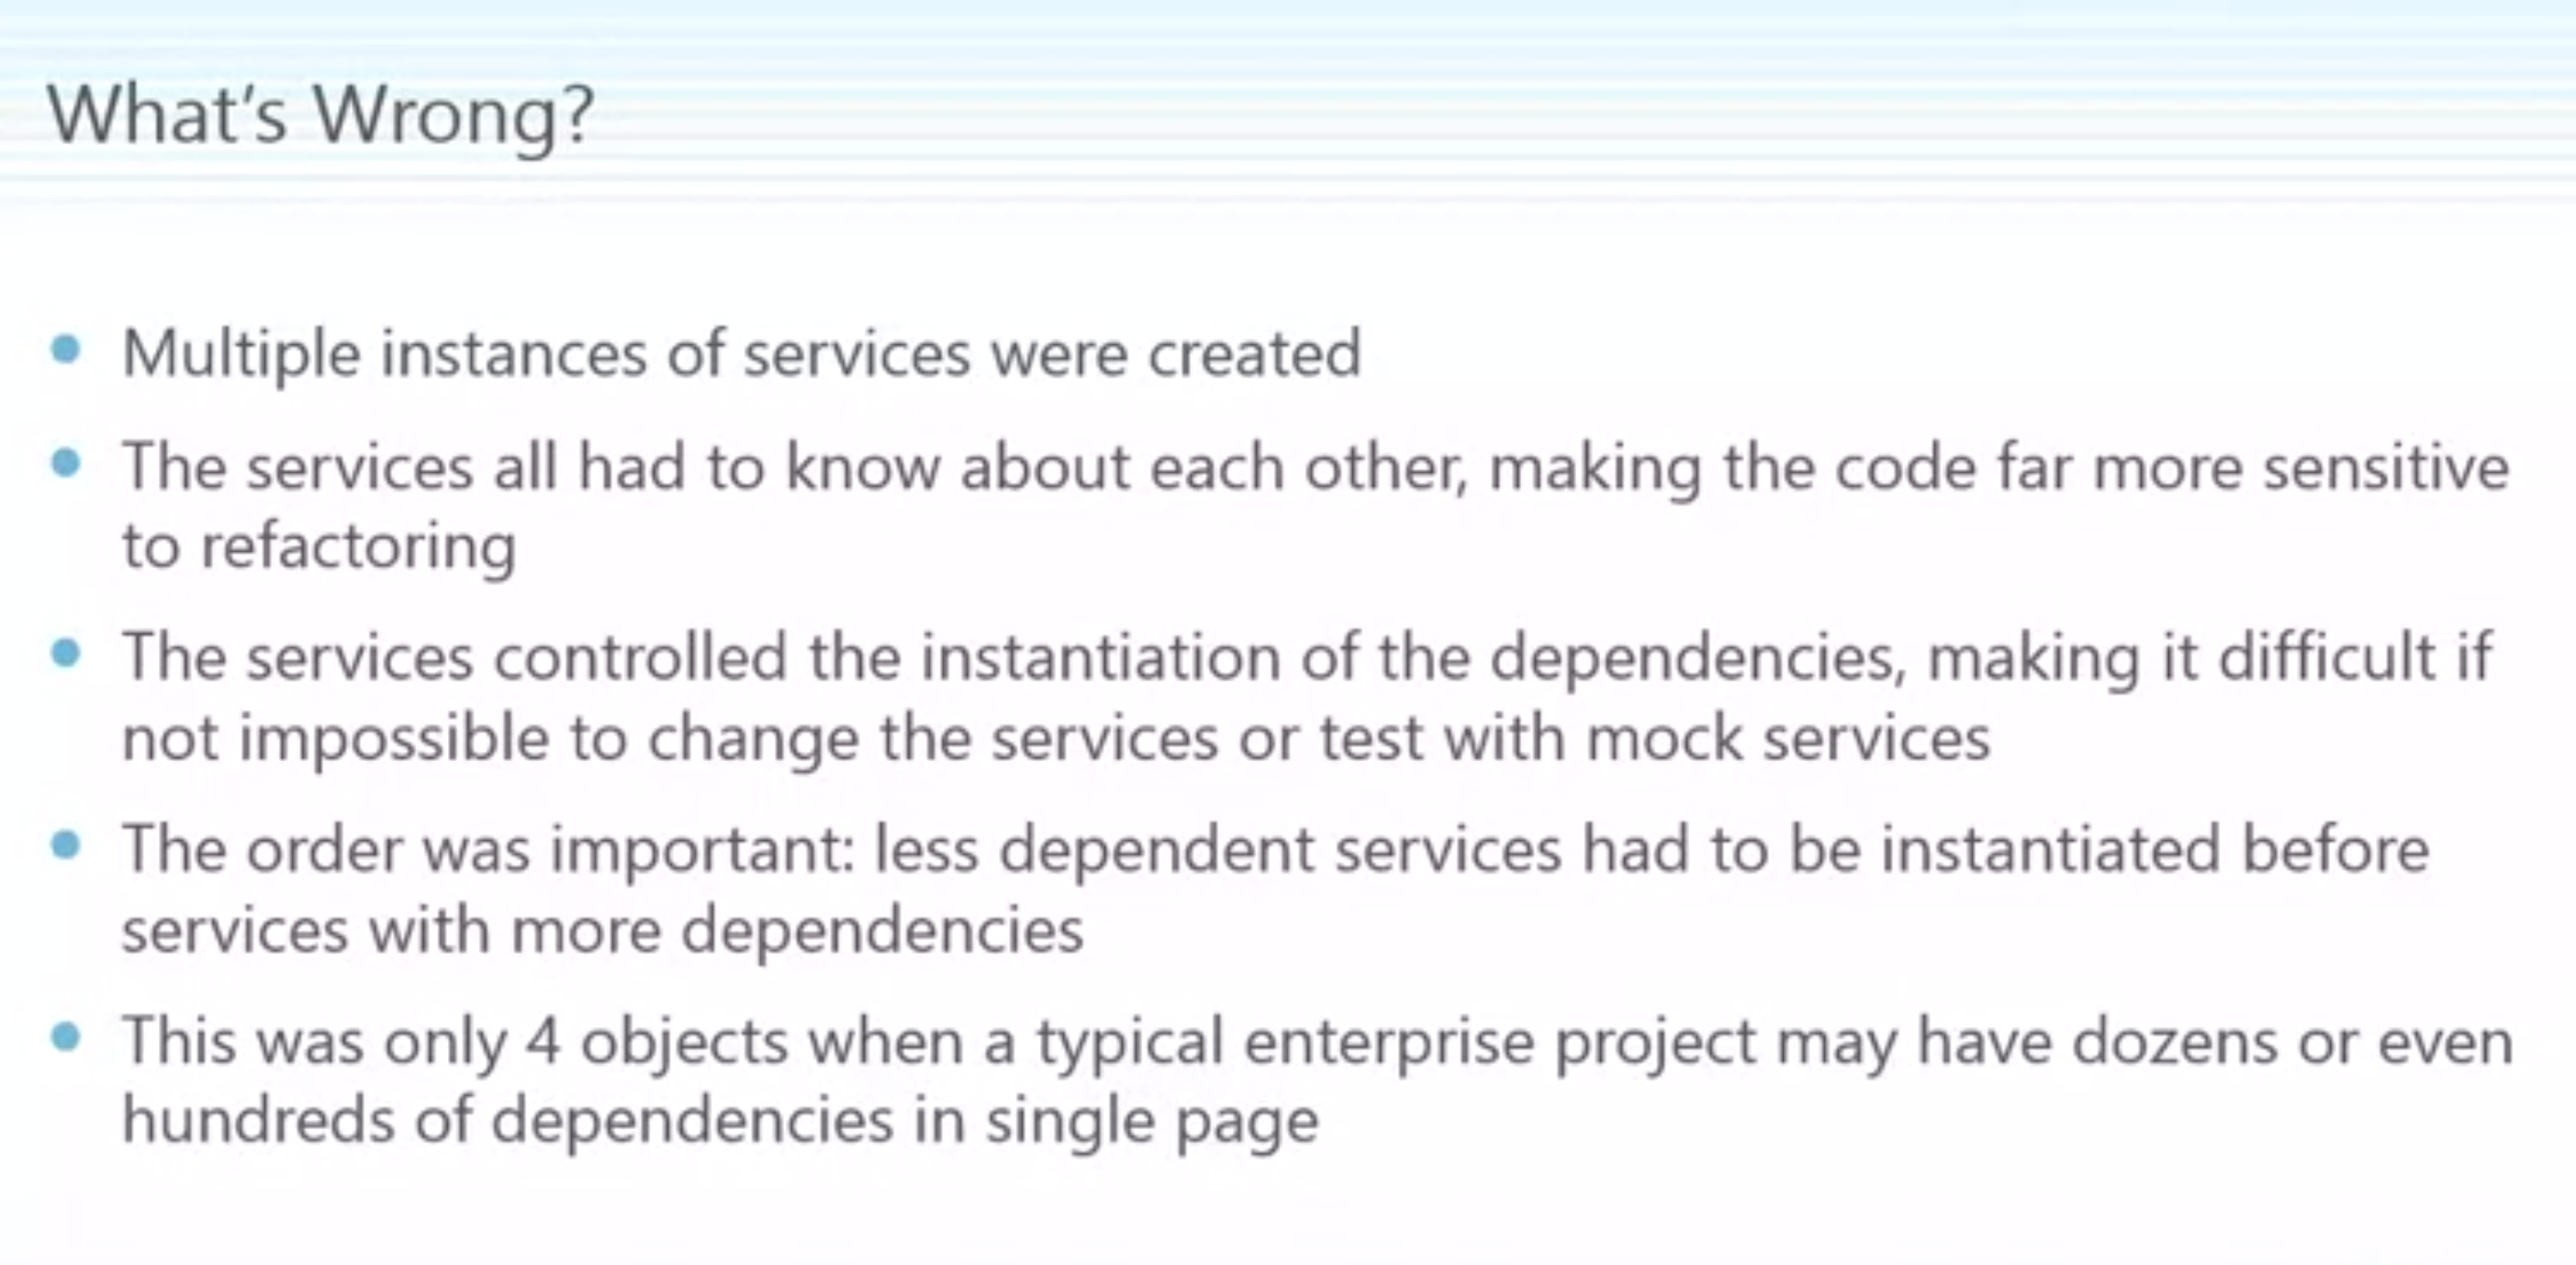 What's Wrong?
• Multiple instances of services were created
• The services all had to know about each other, making the code far more sensitive
to refactoring
• The services controlled the instantiation of the dependencies, making it difficult if
not impossible to change the services or test with mock services
• The order was important: less dependent services had to be instantiated before
services with more dependencies
• This was only 4 objects when a typical enterprise project may have dozens or even
hundreds of dependencies in single page